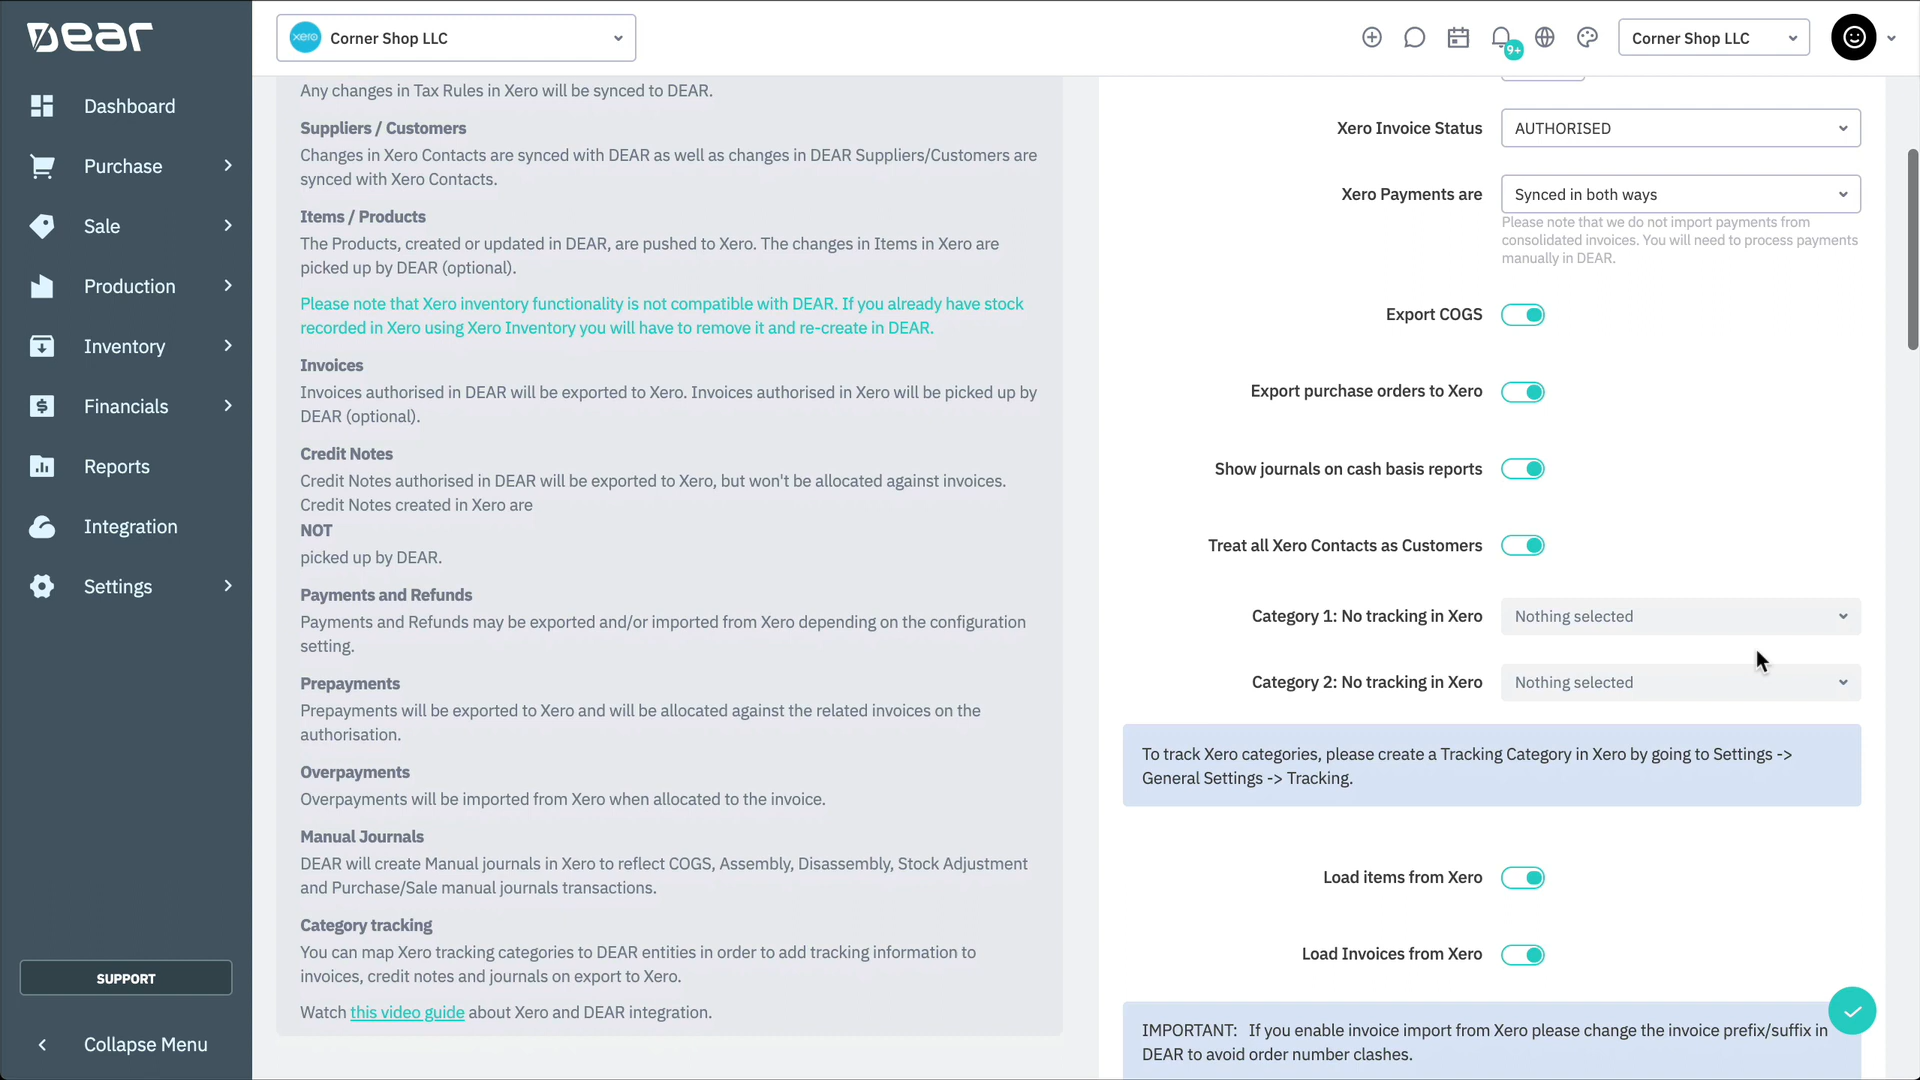 DEAR
xero
Corner Shop LLC
9+
Corner Shop LLC
Dashboard
Purchase
Sale
Production
Inventory
Financials
Reports
Integration
Settings
SUPPORT
Collapse Menu
Any changes in Tax Rules in Xero will be synced to DEAR.
Suppliers / Customers
Changes in Xero Contacts are synced with DEAR as well as changes in DEAR Suppliers/Customers are
synced with Xero Contacts.
Items / Products
The Products, created or updated in DEAR, are pushed to Xero. The changes in Items in Xero are
picked up by DEAR (optional).
Please note that Xero inventory functionality is not compatible with DEAR. If you already have stock
recorded in Xero using Xero Inventory you will have to remove it and re-create in DEAR.
Invoices
Invoices authorised in DEAR will be exported to Xero. Invoices authorised in Xero will be picked up by
DEAR (optional).
Credit Notes
Credit Notes authorised in DEAR will be exported to Xero, but won't be allocated against invoices.
Credit Notes created in Xero are
NOT
picked up by DEAR.
Payments and Refunds
Payments and Refunds may be exported and/or imported from Xero depending on the configuration
setting.
Prepayments
Prepayments will be exported to Xero and will be allocated against the related invoices on the
authorisation.
Overpayments
Overpayments will be imported from Xero when allocated to the invoice.
Manual Journals
DEAR will create Manual journals in Xero to reflect COGS, Assembly, Disassembly, Stock Adjustment
and Purchase/Sale manual journals transactions.
Category tracking
You can map Xero tracking categories to DEAR entities in order to add tracking information to
invoices, credit notes and journals on export to Xero.
Watch this video guide about Xero and DEAR integration.
Xero Invoice Status AUTHORISED
Xero Payments are Synced in both ways
Please note that we do not import payments from
consolidated invoices. You will need to process payments
manually in DEAR.
Export COGS
Export purchase orders to Xero
Show journals on cash basis reports
Treat all Xero Contacts as Customers
Category 1: No tracking in Xero Nothing selected
Category 2: No tracking in Xero Nothing selected
To track Xero categories, please create a Tracking Category in Xero by going to Settings ->
General Settings -> Tracking.
Load items from Xero
Load Invoices from Xero
IMPORTANT: If you enable invoice import from Xero please change the invoice prefix/suffix in
DEAR to avoid order number clashes.